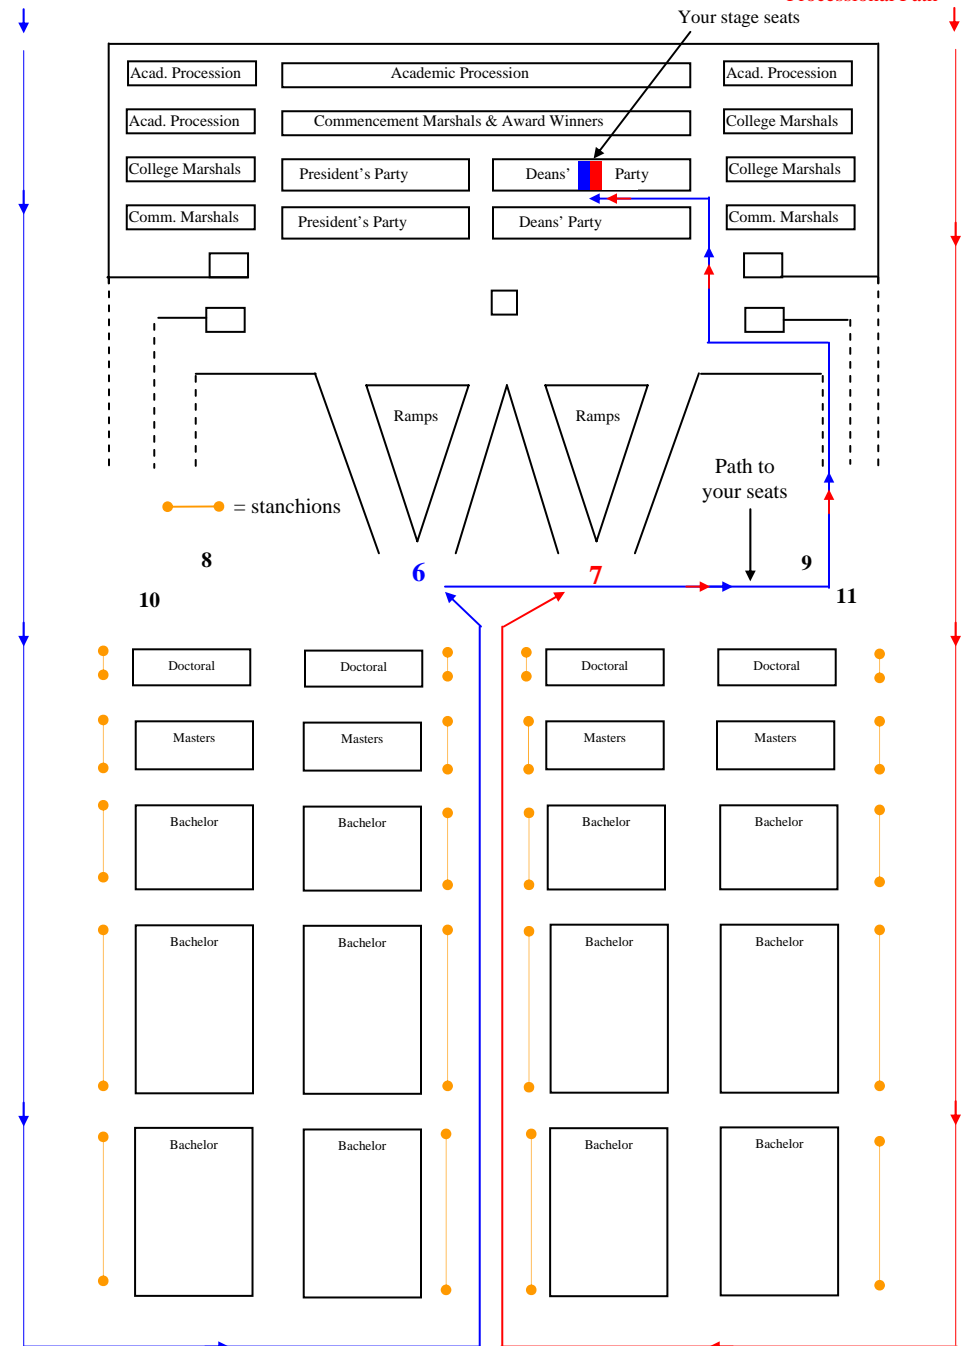 Processional Path
Your stage seats
Acad. Procession
Academic Procession
Acad. Procession
Acad. Procession
Commencement Marshals & Award Winners
College Marshals
College Marshals
President's Party
Deans' Party
College Marshals
Comm. Marshals
President's Party
Deans' Party
Comm. Marshals
Ramps
Ramps
Path to
your seats
= stanchions
8
6
7
9
10
11
Doctoral
Doctoral
Doctoral
Doctoral
Masters
Masters
Masters
Masters
Bachelor
Bachelor
Bachelor
Bachelor
Bachelor
Bachelor
Bachelor
Bachelor
Bachelor
Bachelor
Bachelor
Bachelor